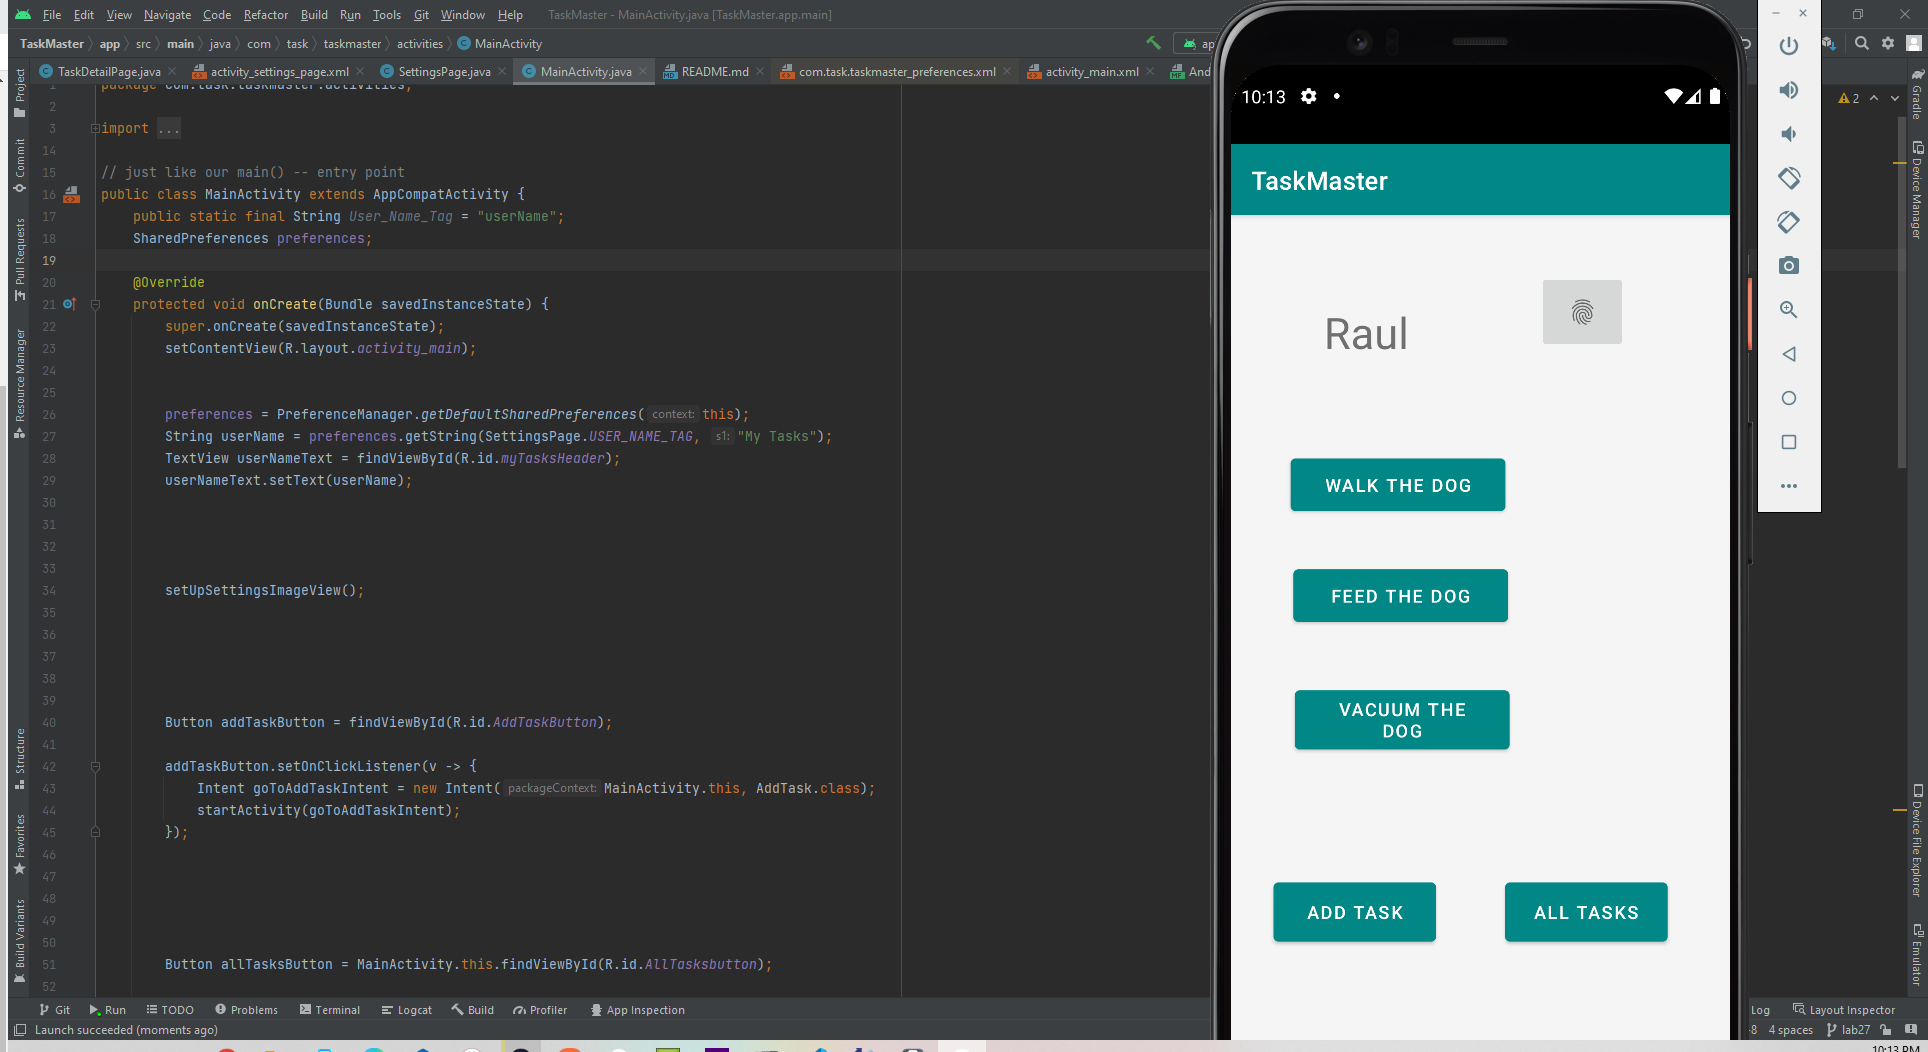 File Edit View Navigate Code Refactor Build Run Tools Git Window Help TaskMaster - MainActivity.java [TaskMaster.app.main]
TaskMaster app src main java com task taskmaster activities MainActivity
TaskDetailPage.java activity_settings_page.xml SettingsPage.java MainActivity.java README.md com.task.taskmaster_preferences.xml activity_main.xml And
1 package com.task.taskmaster.activities;
2
3 import ...
14
15 // just like our main() -- entry point
16 public class MainActivity extends AppCompatActivity {
17 public static final String User_Name_Tag = "userName";
18 SharedPreferences preferences;
19
20 @Override
21 protected void onCreate(Bundle savedInstanceState) {
22 super.onCreate(savedInstanceState);
23 setContentView(R.layout.activity_main);
24
25
26 preferences = PreferenceManager.getDefaultSharedPreferences( context: this);
27 String userName = preferences.getString(SettingsPage.USER_NAME_TAG, s1: "My Tasks");
28 TextView userNameText = findViewById(R.id.myTasksHeader);
29 userNameText.setText(userName);
30
31
32
33
34 setUpSettingsImageView();
35
36
37
38
39
40 Button addTaskButton = findViewById(R.id.AddTaskButton);
41
42 addTaskButton.setOnClickListener(v -> {
43 Intent goToAddTaskIntent = new Intent( packageContext: MainActivity.this, AddTask.class);
44 startActivity(goToAddTaskIntent);
45 });
46
47
48
49
50
51 Button allTasksButton = MainActivity.this.findViewById(R.id.AllTasksbutton);
52
Project
Commit
Pull Requests
Resource Manager
Structure
Favorites
Build Variants
Git Run TODO Problems Terminal Logcat Build Profiler App Inspection
Launch succeeded (moments ago)
10:13
TaskMaster
Raul
WALK THE DOG
FEED THE DOG
VACUUM THE
DOG
ADD TASK ALL TASKS
ap
2
Gradle
Device Manager
Device File Explorer
Emulator
Log Layout Inspector
-8 4 spaces lab27
10:13 PM